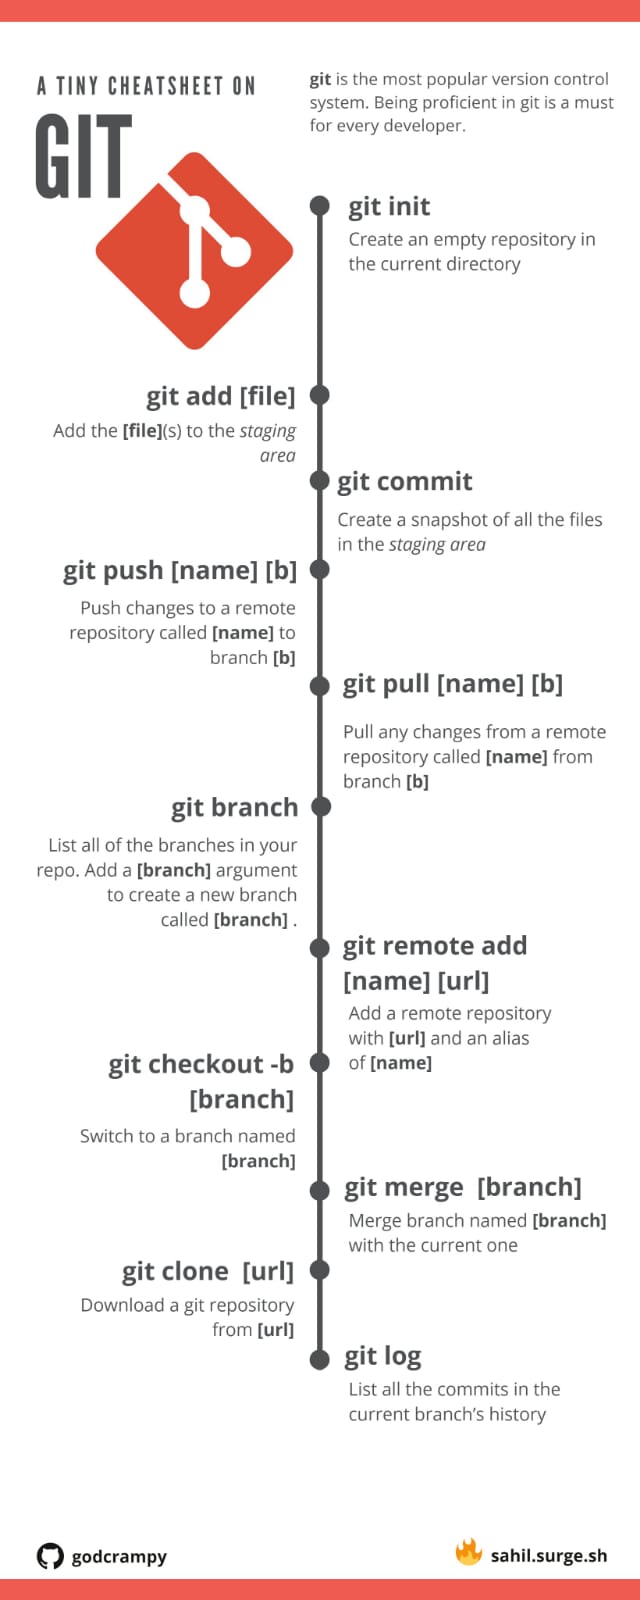 A TINY CHEATSHEET ON
GIT
git is the most popular version control
system. Being proficient in git is a must
for every developer.
git init
Create an empty repository in
the current directory
git add [file]
Add the [file](s) to the staging
area
git commit
Create a snapshot of all the files
in the staging area
git push [name] [b]
Push changes to a remote
repository called [name] to
branch [b]
git pull [name] [b]
Pull any changes from a remote
repository called [name] from
branch [b]
git branch
List all of the branches in your
repo. Add a [branch] argument
to create a new branch
called [branch] .
git remote add
[name] [url]
Add a remote repository
with [url] and an alias
of [name]
git checkout -b
[branch]
Switch to a branch named
[branch]
git merge  [branch]
Merge branch named [branch]
with the current one
git clone  [url]
Download a git repository
from [url]
git log
List all the commits in the
current branch’s history
godcrampy
sahil.surge.sh